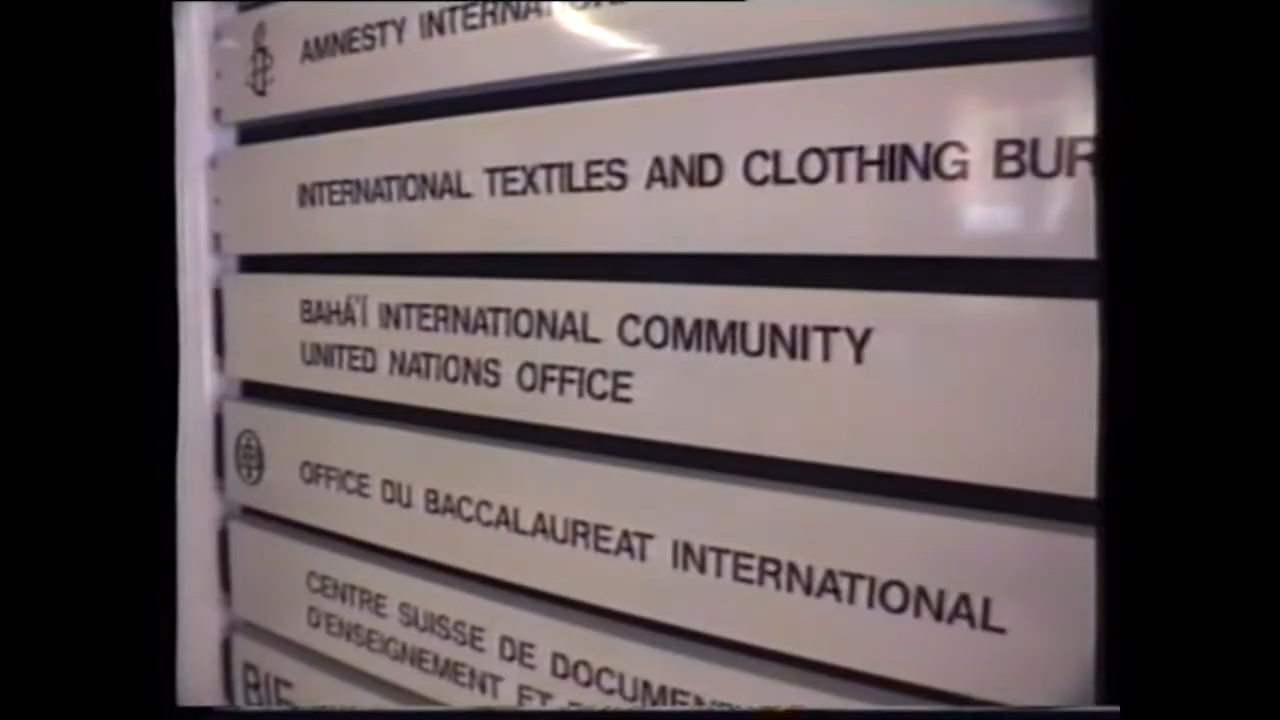 AMNESTY
INTERNATIONAL TEXTILES AND CLOTHING
BAHÁ'Í INTERNATIONAL COMMUNITY
UNITED NATIONS OFFICE
OFFICE DU BACCALAUREAT INTERNATIONAL
CENTRE SUISSE DE
D'ENSEIGNEMENT ET